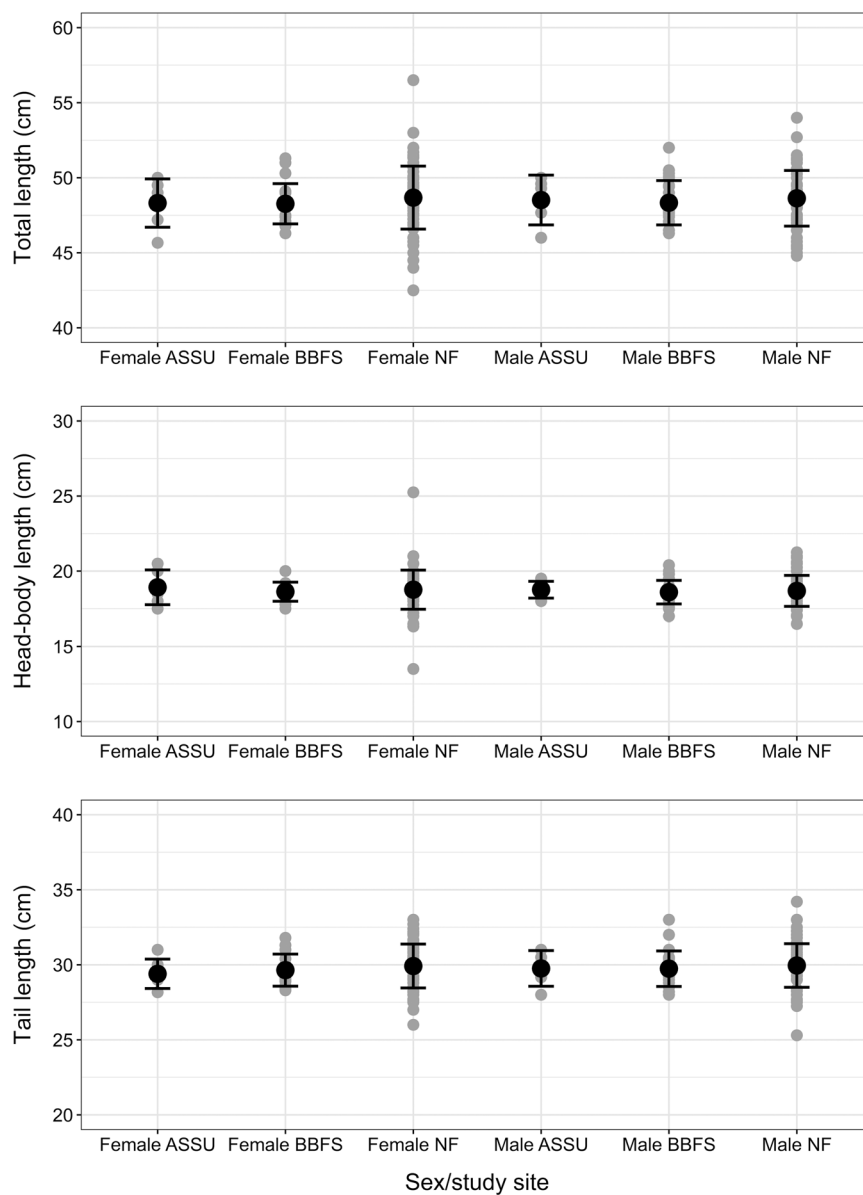 Total length (cm)
60
55
50
45
40
Female ASSU Female BBFS Female NF Male ASSU Male BBFS Male NF
Head-body length (cm)
30
25
20
15
10
Female ASSU Female BBFS Female NF Male ASSU Male BBFS Male NF
Tail length (cm)
40
35
30
25
20
Female ASSU Female BBFS Female NF Male ASSU Male BBFS Male NF
Sex/study site